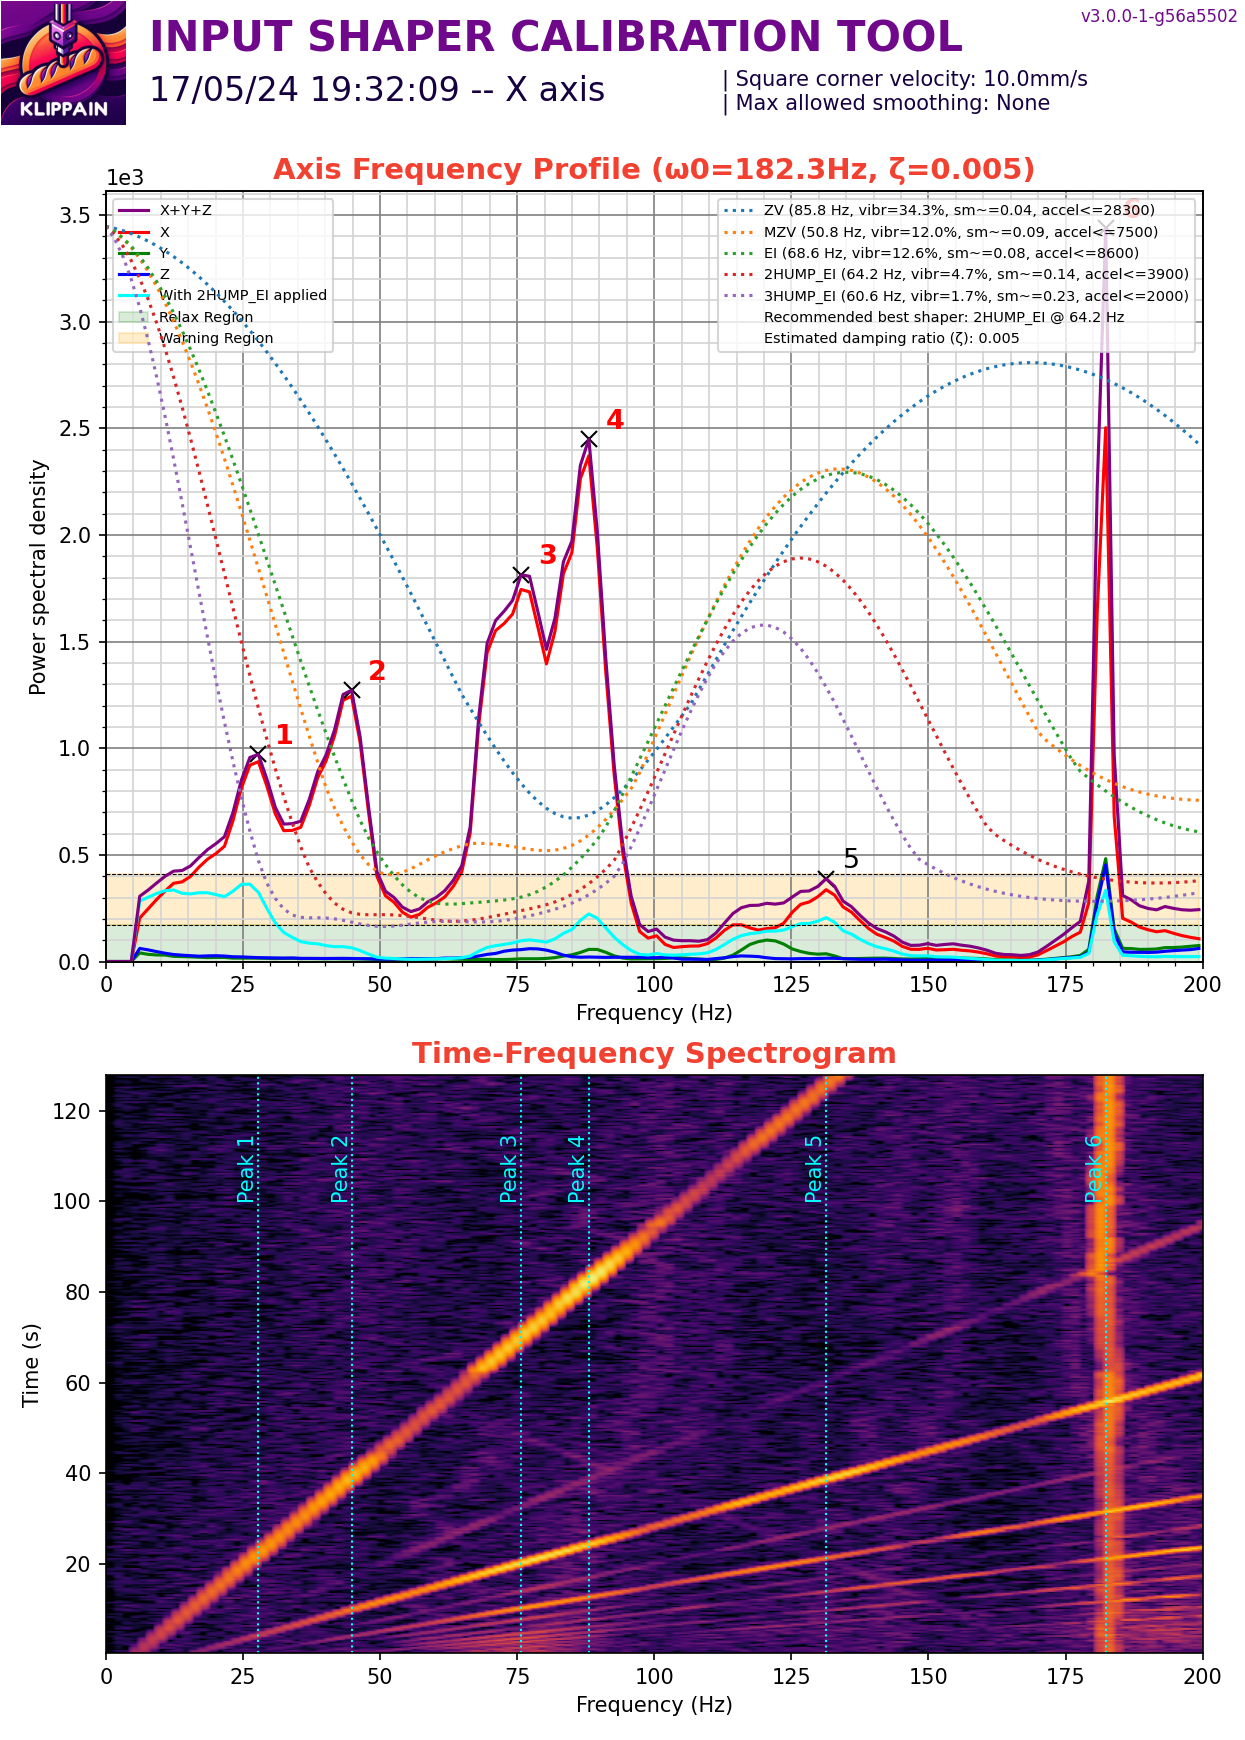 v3.0.0-1-g56a5502
INPUT SHAPER CALIBRATION TOOL
17/05/24 19:32:09 -- X axis
| Square corner velocity: 10.0mm/s
| Max allowed smoothing: None
KLIPPAIN
Axis Frequency Profile (ω0=182.3Hz, ζ=0.005)
1e3
X+Y+Z
X
Y
Z
With 2HUMP_EI applied
Relax Region
Warning Region
ZV (85.8 Hz, vibr=34.3%, sm~=0.04, accel<=28300)
MZV (50.8 Hz, vibr=12.0%, sm~=0.09, accel<=7500)
EI (68.6 Hz, vibr=12.6%, sm~=0.08, accel<=8600)
2HUMP_EI (64.2 Hz, vibr=4.7%, sm~=0.14, accel<=3900)
3HUMP_EI (60.6 Hz, vibr=1.7%, sm~=0.23, accel<=2000)
Recommended best shaper: 2HUMP_EI @ 64.2 Hz
Estimated damping ratio (ζ): 0.005
6
4
3
2
1
5
3.5
3.0
2.5
2.0
1.5
1.0
0.5
0.0
Power spectral density
0 25 50 75 100 125 150 175 200
Frequency (Hz)
Time-Frequency Spectrogram
Peak 1
Peak 2
Peak 3
Peak 4
Peak 5
Peak 6
120
100
80
60
40
20
Time (s)
0 25 50 75 100 125 150 175 200
Frequency (Hz)